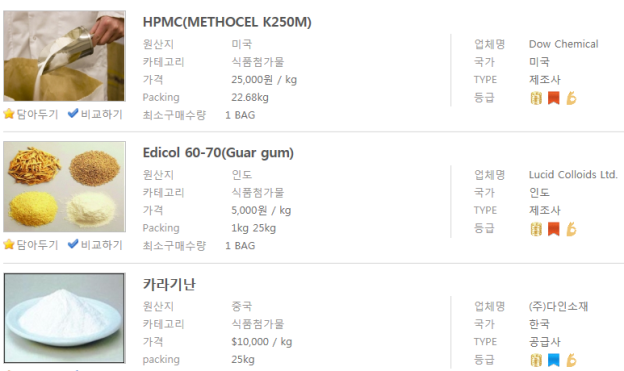 HPMC(METHOCEL K250M)
원산지 미국 업체명 Dow Chemical
카테고리 식품첨가물 국가 미국
가격 25,000원 / kg TYPE 제조사
Packing 22.68kg 등급
담아두기 비교하기 최소구매수량 1 BAG
Edicol 60-70(Guar gum)
원산지 인도 업체명 Lucid Colloids Ltd.
카테고리 식품첨가물 국가 인도
가격 5,000원 / kg TYPE 제조사
Packing 1kg 25kg 등급
담아두기 비교하기 최소구매수량 1 BAG
카라기난
원산지 중국 업체명 (주)다인소재
카테고리 식품첨가물 국가 한국
가격 $10,000 / kg TYPE 공급사
packing 25kg 등급